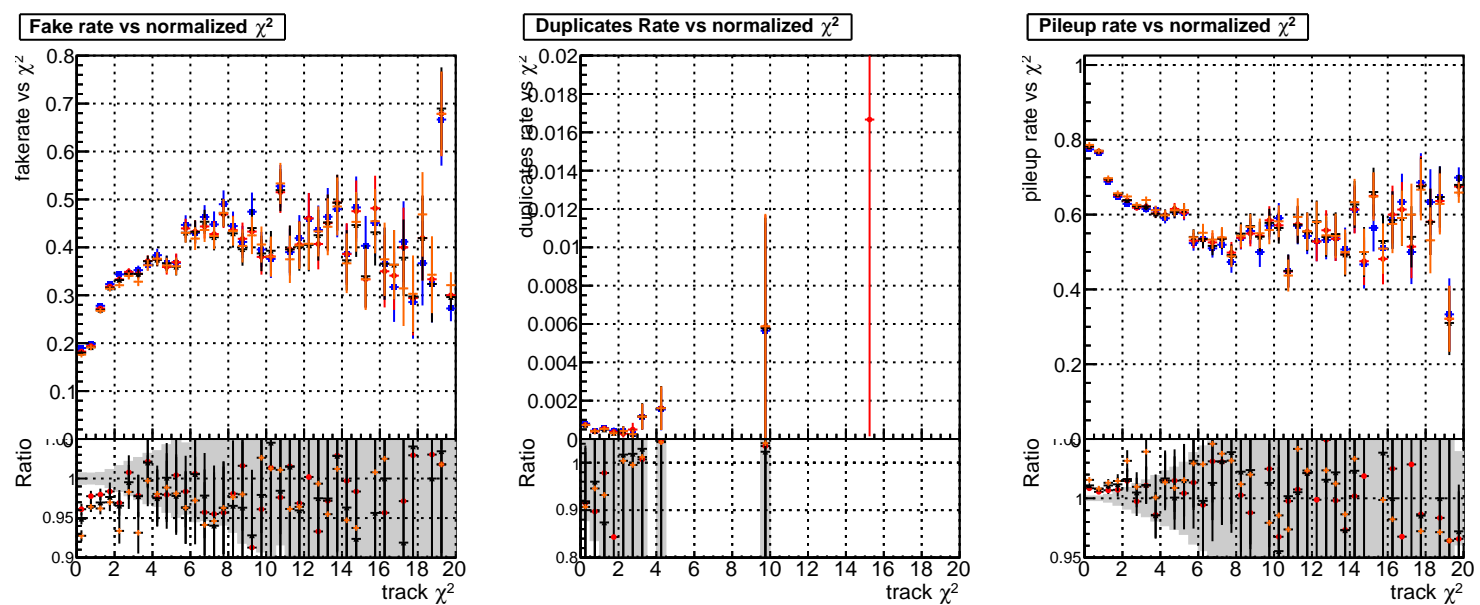 Fake rate vs normalized χ²
fakerate vs χ²
0.8
0.7
0.6
0.5
0.4
0.3
0.2
0.1
Ratio
1
0.95
0.9
0 2 4 6 8 10 12 14 16 18 20
track χ²
Duplicates Rate vs normalized χ²
duplicates rate vs χ²
0.02
0.018
0.016
0.014
0.012
0.01
0.008
0.006
0.004
0.002
0
Ratio
1
0.9
0.8
0 2 4 6 8 10 12 14 16 18 20
track χ²
Pileup rate vs normalized χ²
pileup rate vs χ²
1
0.8
0.6
0.4
0.2
0
Ratio
1
0.95
0 2 4 6 8 10 12 14 16 18 20
track χ²